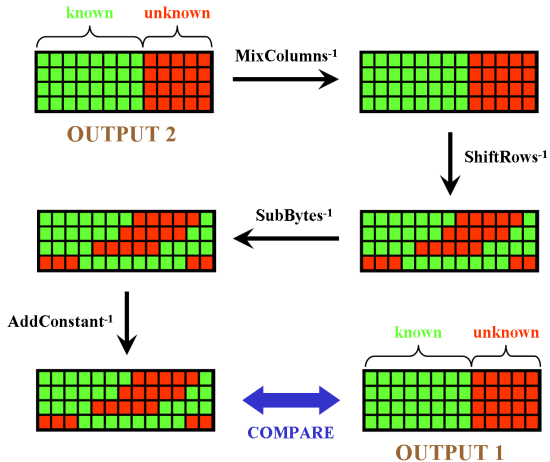 known unknown
MixColumns-1
OUTPUT 2
ShiftRows-1
SubBytes-1
AddConstant-1
known unknown
COMPARE
OUTPUT 1